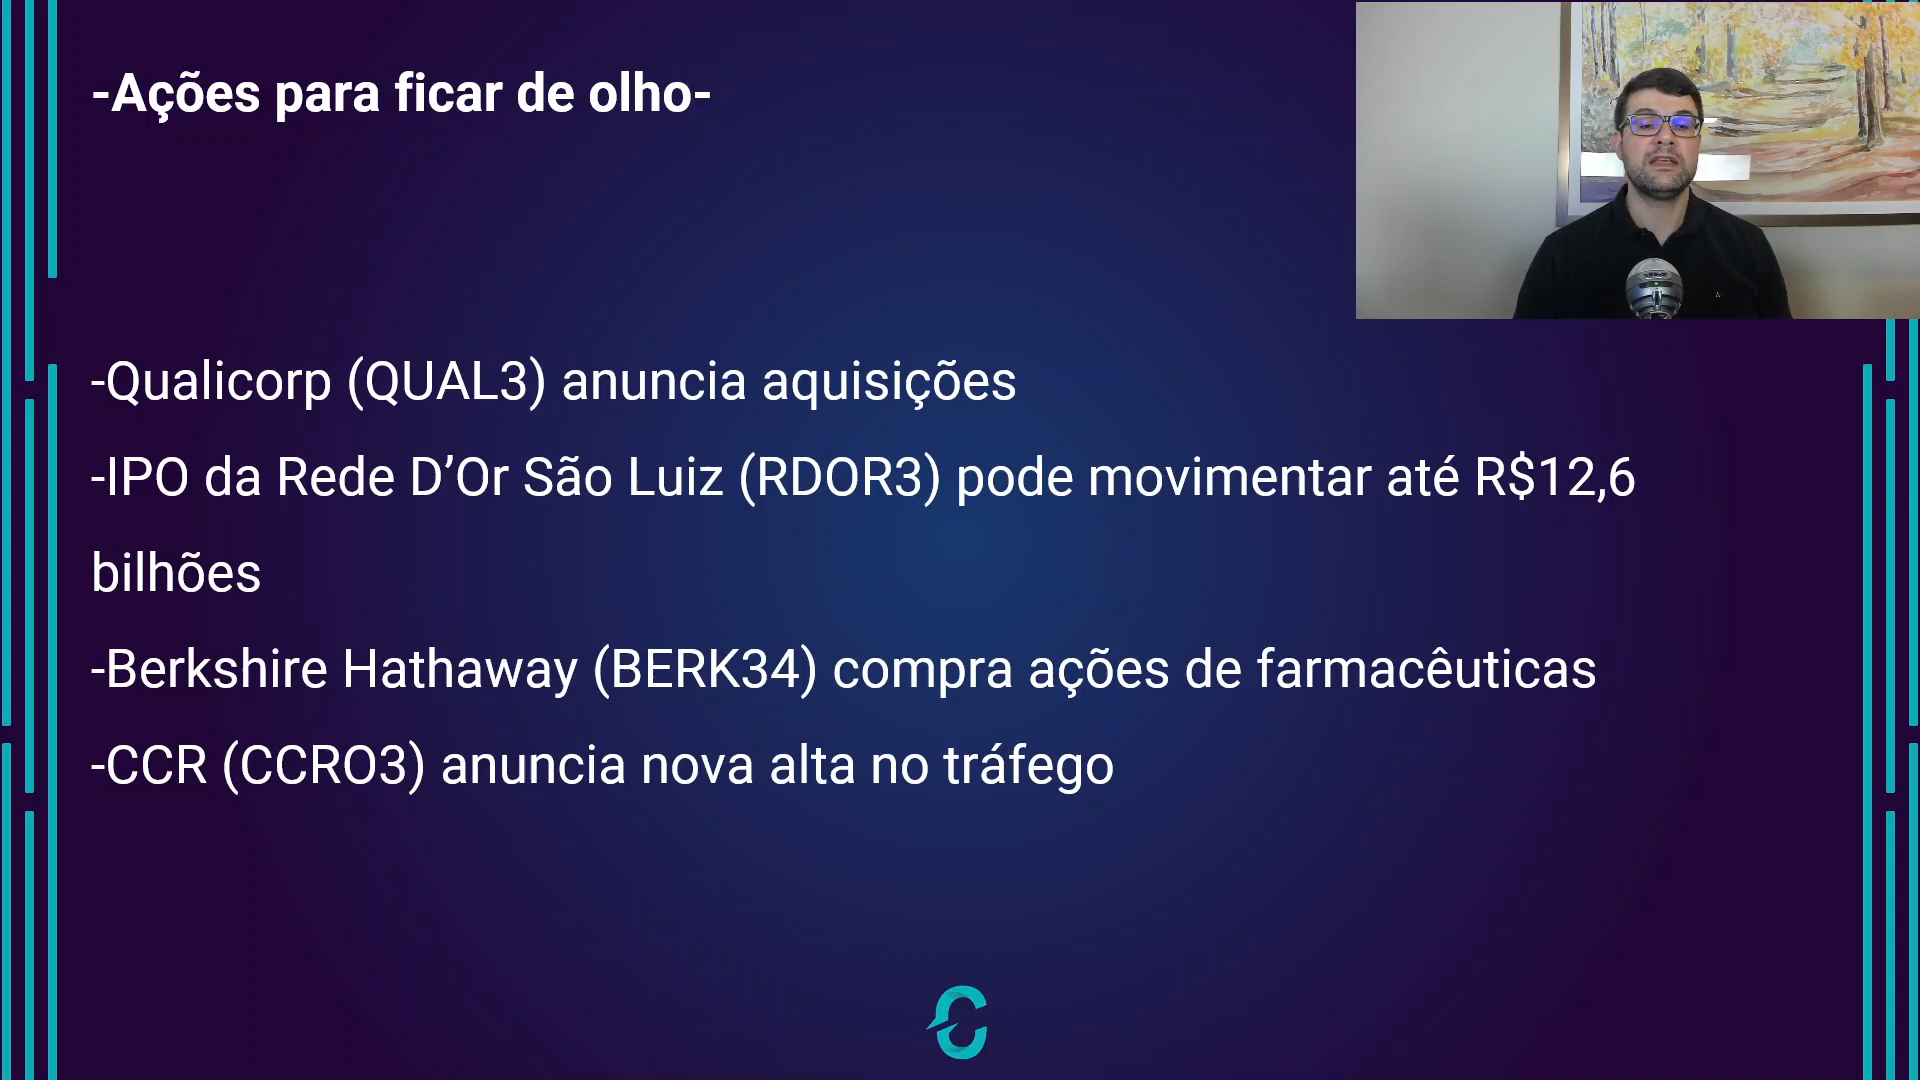 -Ações para ficar de olho-
-Qualicorp (QUAL3) anuncia aquisições
-IPO da Rede D’Or São Luiz (RDOR3) pode movimentar até R$12,6
bilhões
-Berkshire Hathaway (BERK34) compra ações de farmacêuticas
-CCR (CCRO3) anuncia nova alta no tráfego